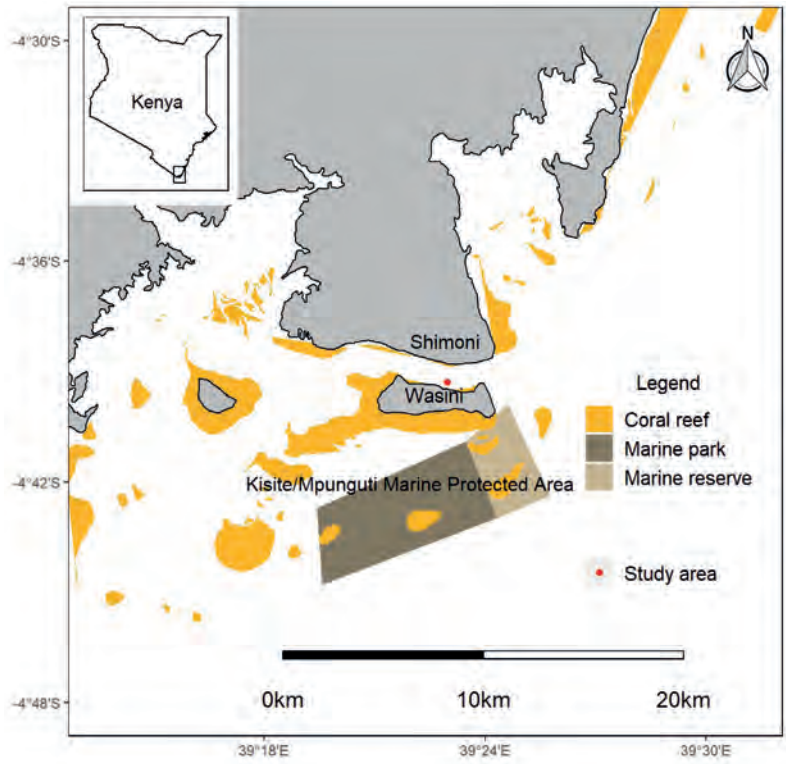 -4°30'S
-4°36'S
-4°42'S
-4°48'S
Kenya
N
Shimoni
Wasini
Kisite/Mpunguti Marine Protected Area
Legend
Coral reef
Marine park
Marine reserve
Study area
0km
10km
20km
39°18'E
39°24'E
39°30'E